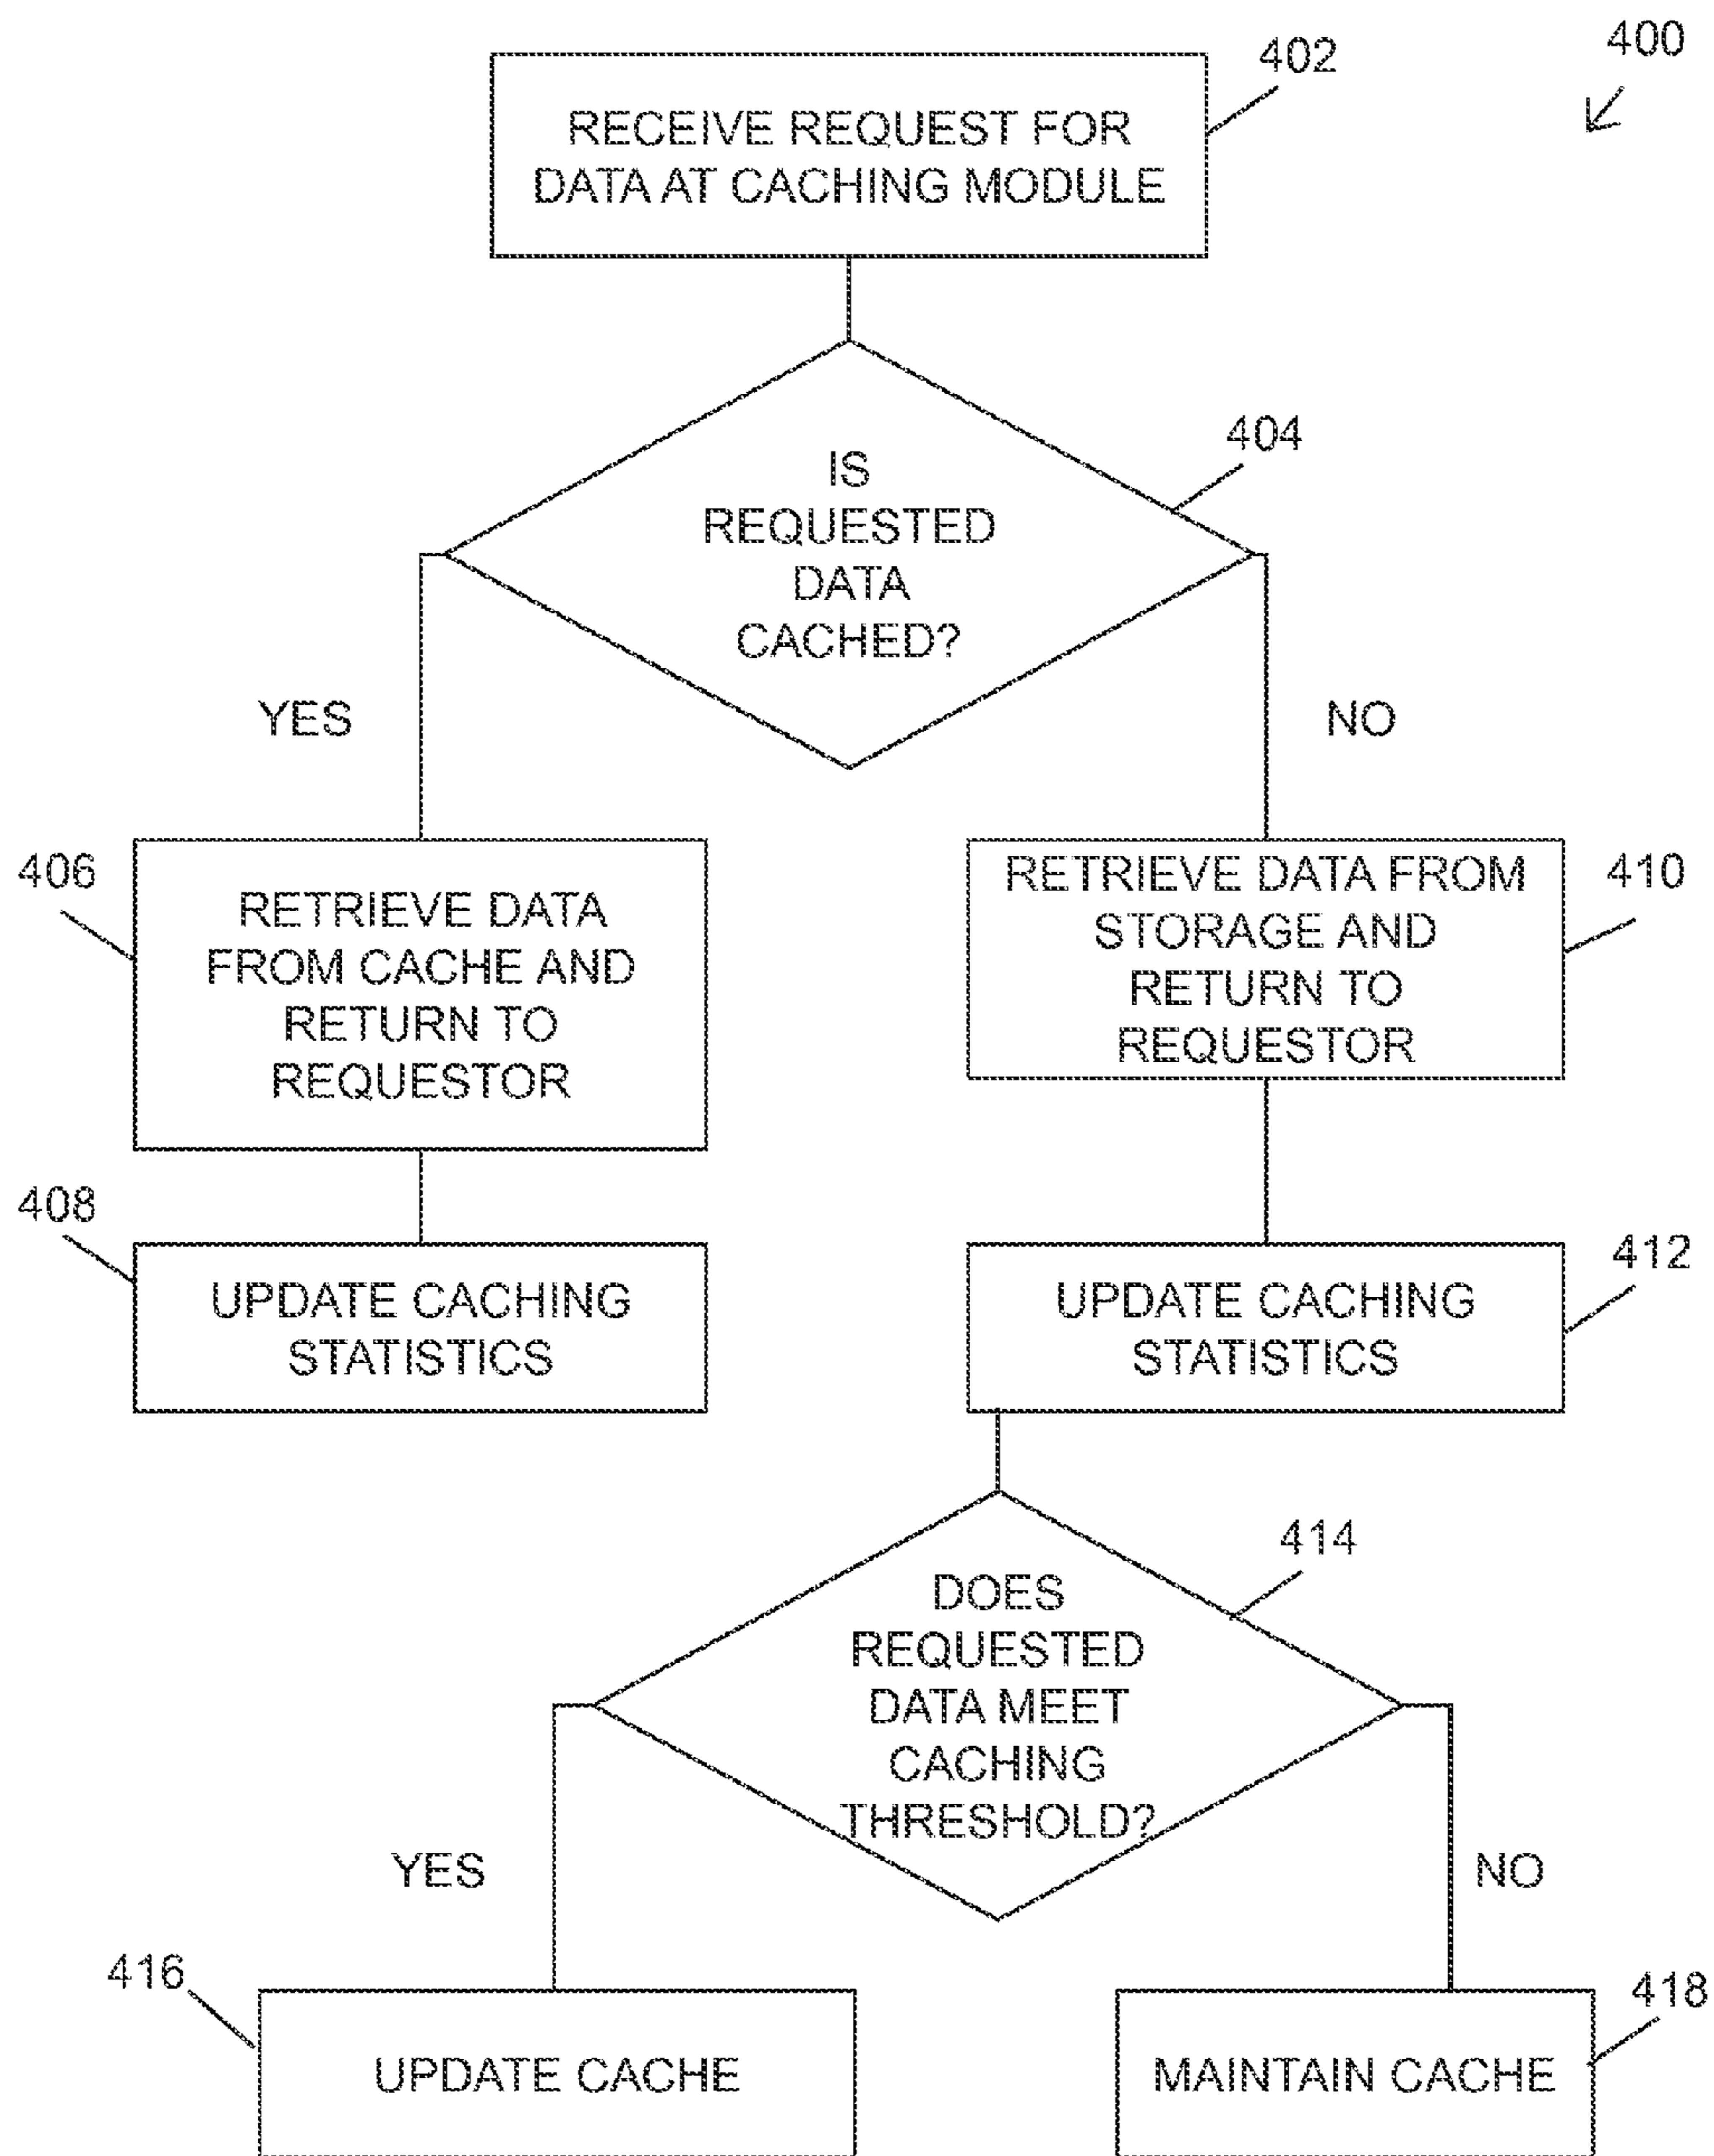 400
402
RECEIVE REQUEST FOR
DATA AT CACHING MODULE
404
IS
REQUESTED
DATA
CACHED?
YES
NO
406
RETRIEVE DATA
FROM CACHE AND
RETURN TO
REQUESTOR
410
RETRIEVE DATA FROM
STORAGE AND
RETURN TO
REQUESTOR
408
UPDATE CACHING
STATISTICS
412
UPDATE CACHING
STATISTICS
414
DOES
REQUESTED
DATA MEET
CACHING
THRESHOLD?
YES
NO
416
UPDATE CACHE
418
MAINTAIN CACHE